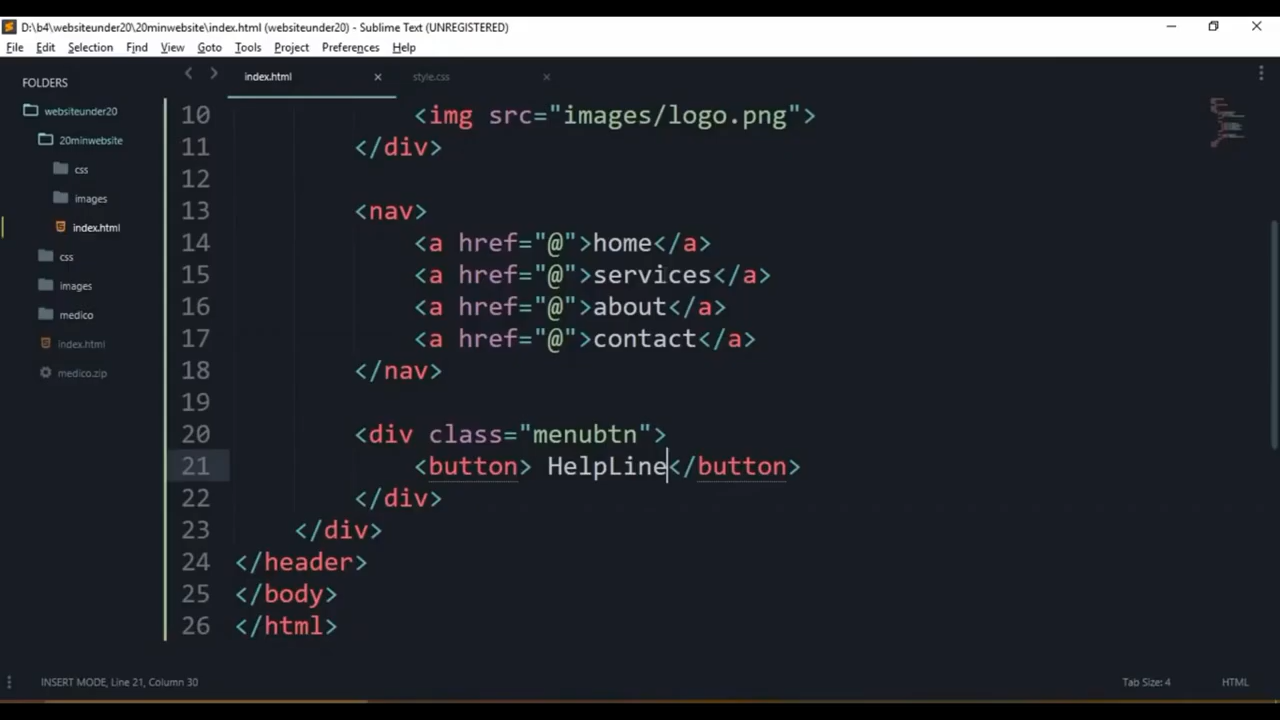 D:\b4\websiteunder20\20minwebsite\index.html (websiteunder20) - Sublime Text (UNREGISTERED)
File Edit Selection Find View Goto Tools Project Preferences Help
FOLDERS
websiteunder20
20minwebsite
css
images
index.html
css
images
medico
index.html
medico.zip
index.html style.css
10 <img src="images/logo.png">
11 </div>
12
13 <nav>
14 <a href="@">home</a>
15 <a href="@">services</a>
16 <a href="@">about</a>
17 <a href="@">contact</a>
18 </nav>
19
20 <div class="menubtn">
21 <button> HelpLine</button>
22 </div>
23 </div>
24 </header>
25 </body>
26 </html>
INSERT MODE, Line 21, Column 30 Tab Size: 4 HTML